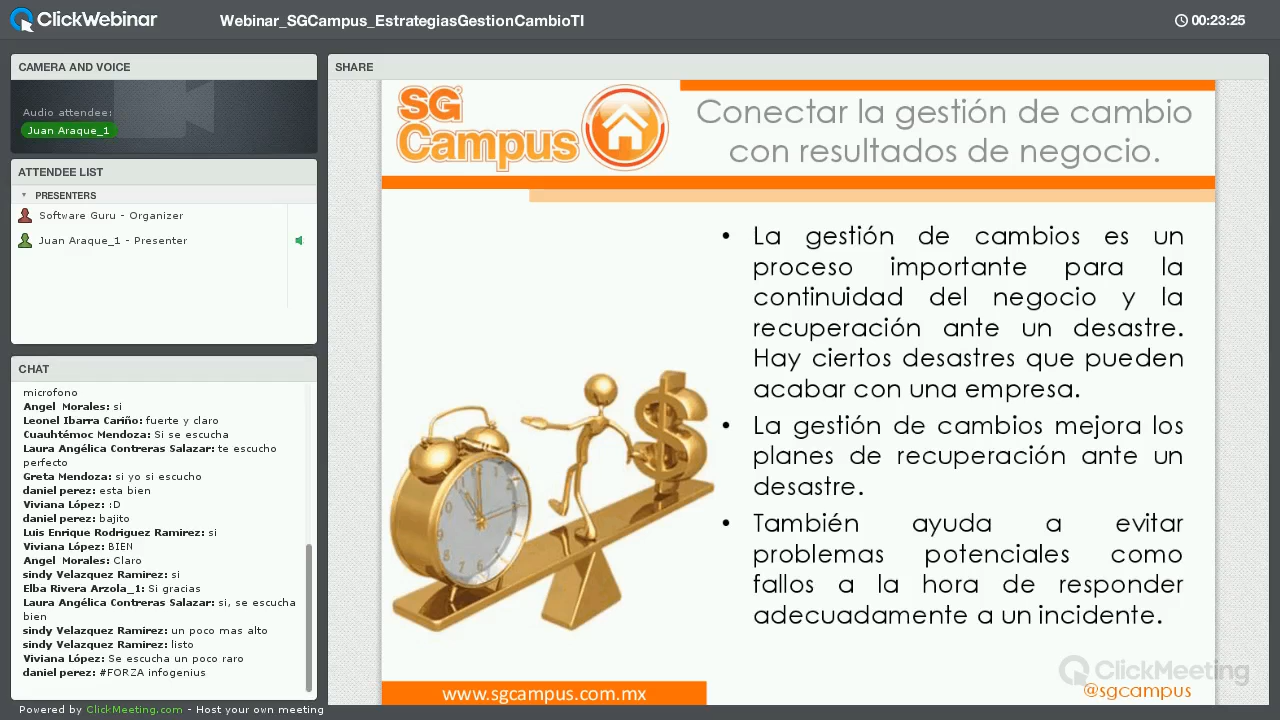 ClickWebinar
Webinar_SGCampus_EstrategiasGestionCambioTI
00:23:25
CAMERA AND VOICE
Audio attendee:
Juan Araque_1
ATTENDEE LIST
PRESENTERS
Software Guru - Organizer
Juan Araque_1 - Presenter
CHAT
microfono
Angel Morales: si
Leonel Ibarra Cariño: fuerte y claro
Cuauhtémoc Mendoza: Si se escucha
Laura Angélica Contreras Salazar: te escucho
perfecto
Greta Mendoza: si yo si escucho
daniel perez: esta bien
Viviana López: :D
daniel perez: bajito
Luis Enrique Rodriguez Ramirez: si
Viviana López: BIEN
Angel Morales: Claro
sindy Velazquez Ramirez: si
Elba Rivera Arzola_1: Si gracias
Laura Angélica Contreras Salazar: si, se escucha
bien
sindy Velazquez Ramirez: un poco mas alto
sindy Velazquez Ramirez: listo
Viviana López: Se escucha un poco raro
daniel perez: #FORZA infogenius
Powered by ClickMeeting.com - Host your own meeting
SHARE
SG
Campus
Conectar la gestión de cambio
con resultados de negocio.
• La gestión de cambios es un
proceso importante para la
continuidad del negocio y la
recuperación ante un desastre.
Hay ciertos desastres que pueden
acabar con una empresa.
• La gestión de cambios mejora los
planes de recuperación ante un
desastre.
• También ayuda a evitar
problemas potenciales como
fallos a la hora de responder
adecuadamente a un incidente.
www.sgcampus.com.mx
ClickMeeting
@sgcampus